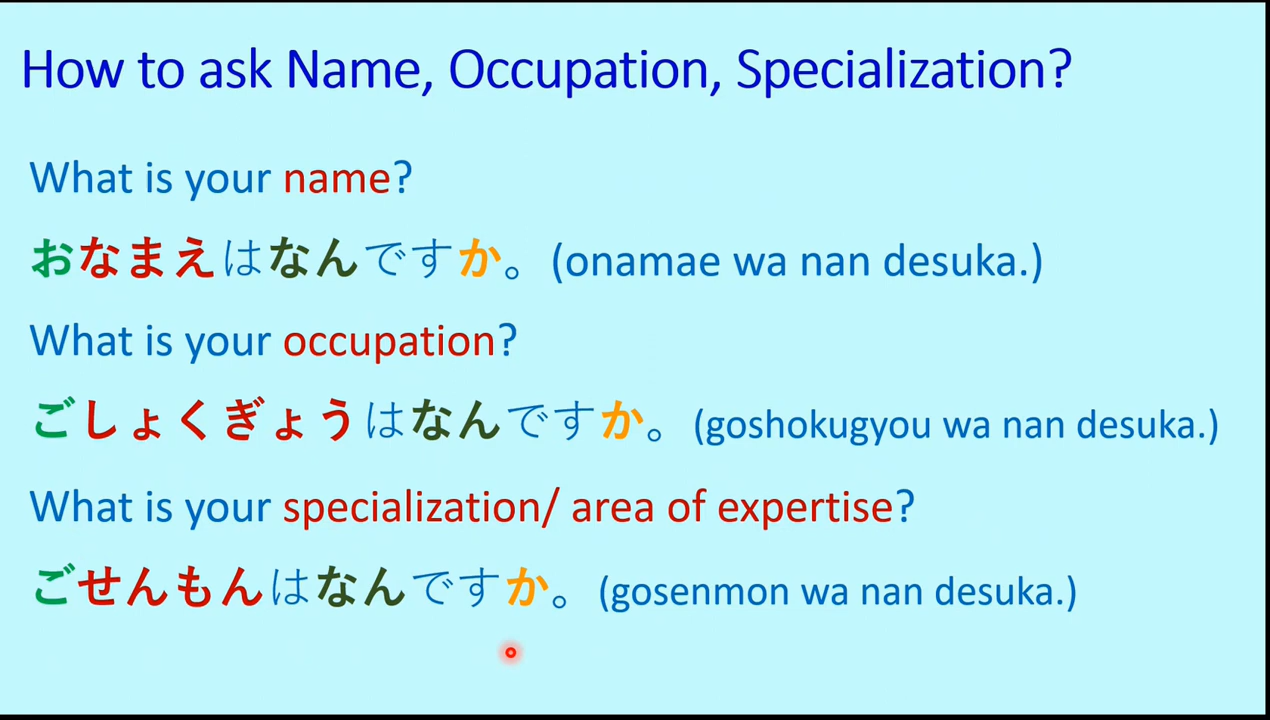 How to ask Name, Occupation, Specialization?
What is your name?
おなまえはなんですか。(onamae wa nan desuka.)
What is your occupation?
ごしょくぎょうはなんですか。(goshokugyou wa nan desuka.)
What is your specialization/ area of expertise?
ごせんもんはなんですか。(gosenmon wa nan desuka.)